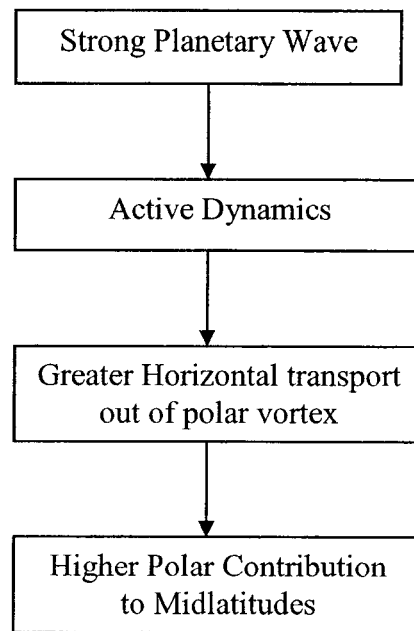 Strong Planetary Wave
Active Dynamics
Greater Horizontal transport
out of polar vortex
Higher Polar Contribution
to Midlatitudes